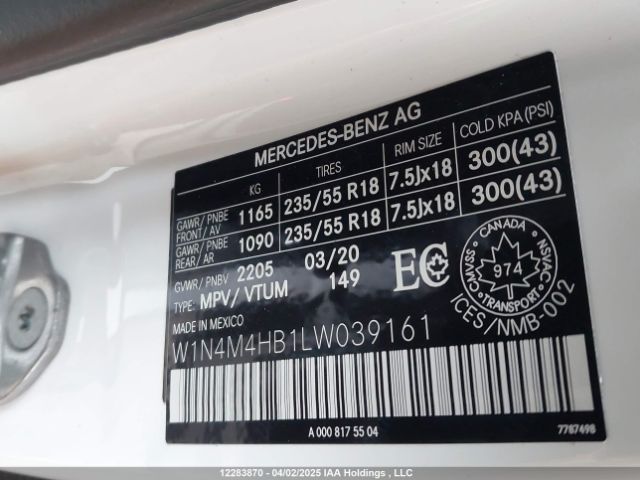 MERCEDES-BENZ AG
KG TIRES RIM SIZE COLD KPA (PSI)
GAWR/ PNBE FRONT/ AV 1165 235/55 R18 7.5Jx18 300(43)
GAWR/ PNBE REAR/ AR 1090 235/55 R18 7.5Jx18 300(43)
GVWR/ PNBV 2205 03/20
TYPE: MPV/ VTUM 149
MADE IN MEXICO
EC
CANADA
CMVSS NSVAC
974
TRANSPORT
ICES/NMB-002
W1N4M4HB1LW039161
A 000 817 55 04
7787498
12283870 - 04/02/2025 IAA Holdings , LLC